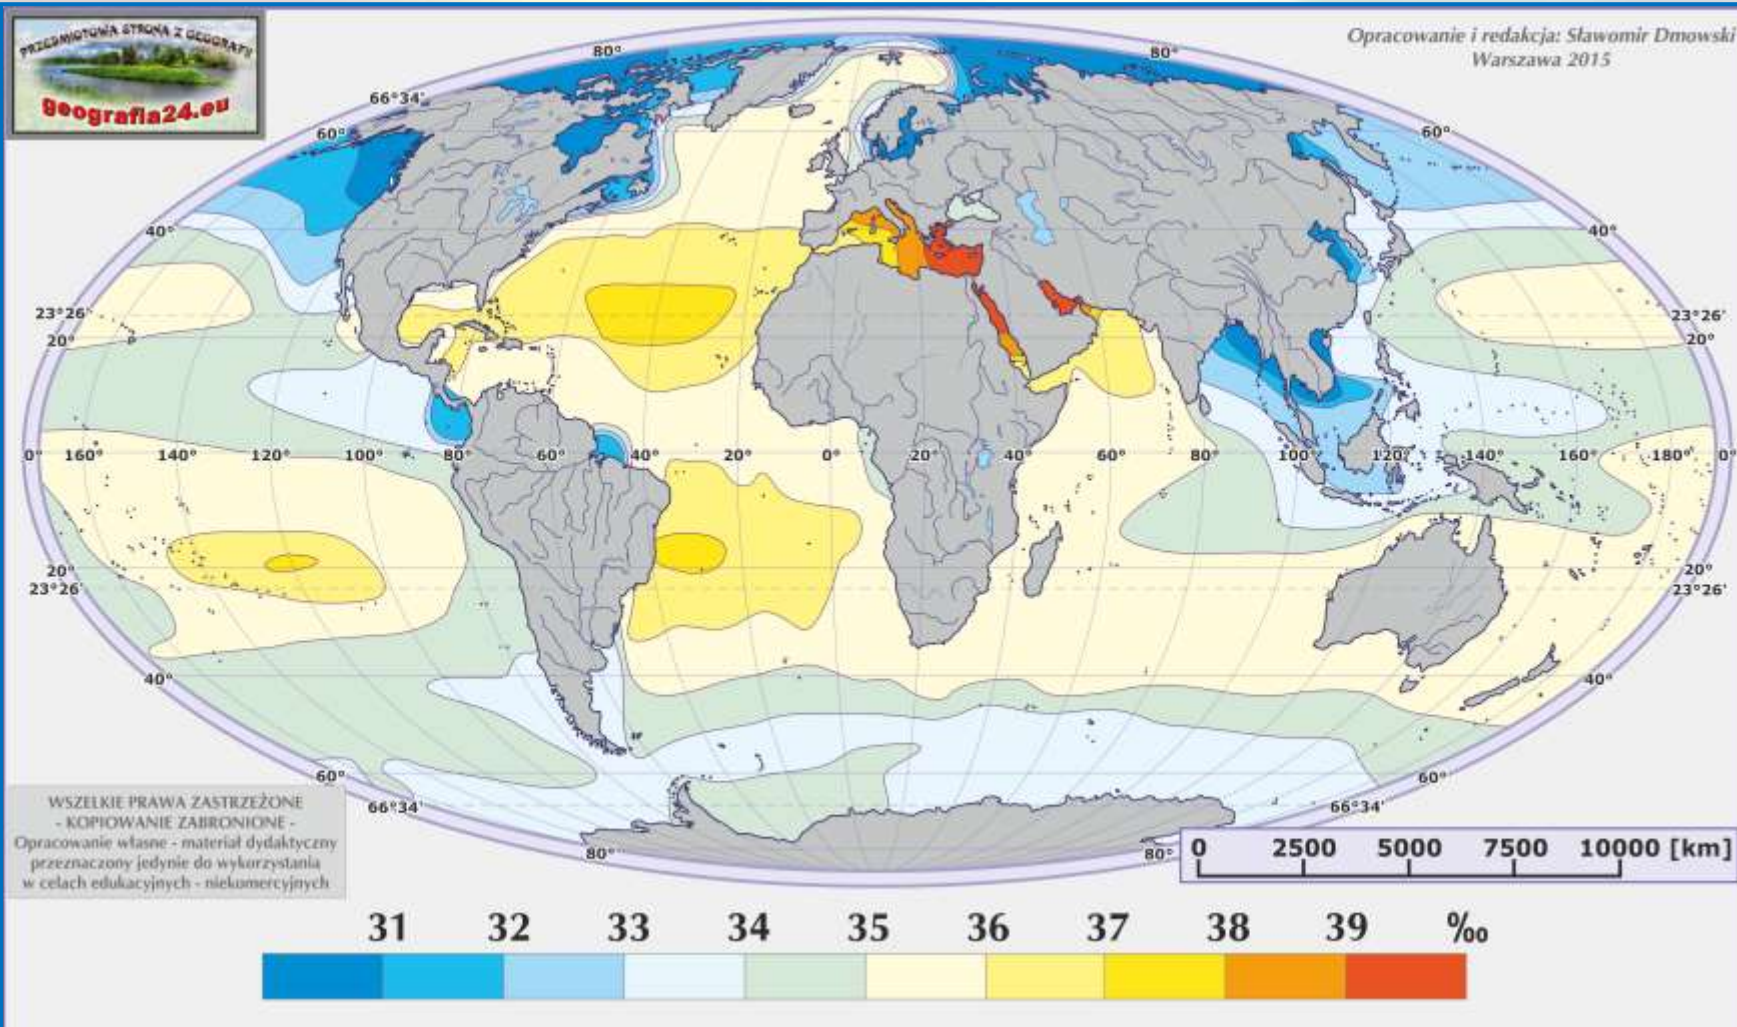 PRZEDMIOTOWA STRONA Z GEOGRAFII
geografia24.eu
Opracowanie i redakcja: Sławomir Dmowski
Warszawa 2015
80° 80°
66°34'
60° 60°
40° 40°
23°26' 23°26'
20° 20°
0° 160° 140° 120° 100° 80° 60° 40° 20° 0° 20° 40° 60° 80° 100° 120° 140° 160° 180° 0°
20° 20°
23°26' 23°26'
40° 40°
60° 60°
66°34' 66°34'
80° 80°
WSZELKIE PRAWA ZASTRZEŻONE
- KOPIOWANIE ZABRONIONE -
Opracowanie własne - materiał dydaktyczny
przeznaczony jedynie do wykorzystania
w celach edukacyjnych - niekomercyjnych
0 2500 5000 7500 10000 [km]
31 32 33 34 35 36 37 38 39 ‰